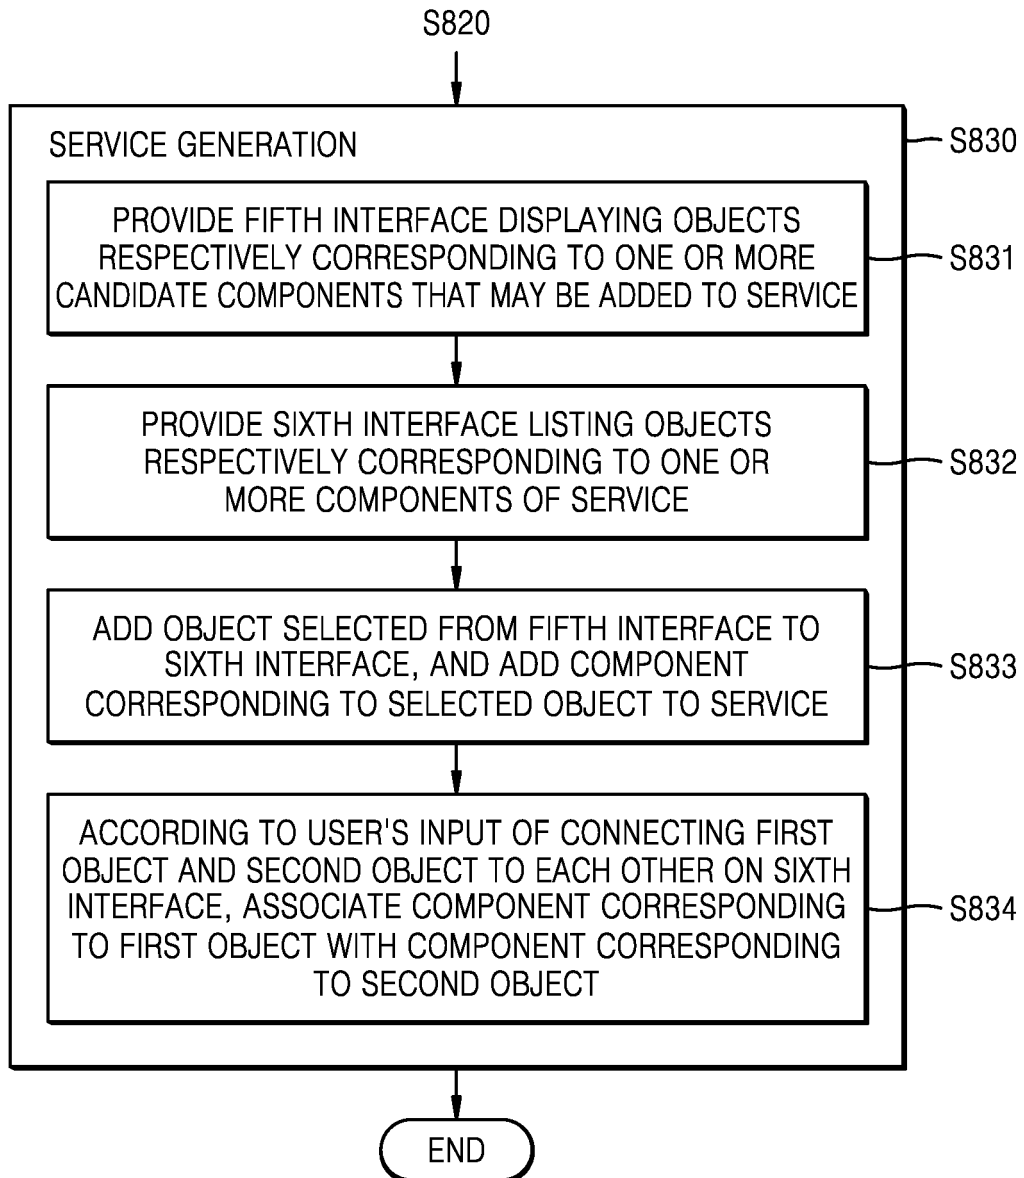 S820
SERVICE GENERATION
S830
PROVIDE FIFTH INTERFACE DISPLAYING OBJECTS
RESPECTIVELY CORRESPONDING TO ONE OR MORE
CANDIDATE COMPONENTS THAT MAY BE ADDED TO SERVICE
S831
PROVIDE SIXTH INTERFACE LISTING OBJECTS
RESPECTIVELY CORRESPONDING TO ONE OR
MORE COMPONENTS OF SERVICE
S832
ADD OBJECT SELECTED FROM FIFTH INTERFACE TO
SIXTH INTERFACE, AND ADD COMPONENT
CORRESPONDING TO SELECTED OBJECT TO SERVICE
S833
ACCORDING TO USER'S INPUT OF CONNECTING FIRST
OBJECT AND SECOND OBJECT TO EACH OTHER ON SIXTH
INTERFACE, ASSOCIATE COMPONENT CORRESPONDING
TO FIRST OBJECT WITH COMPONENT CORRESPONDING
TO SECOND OBJECT
S834
END